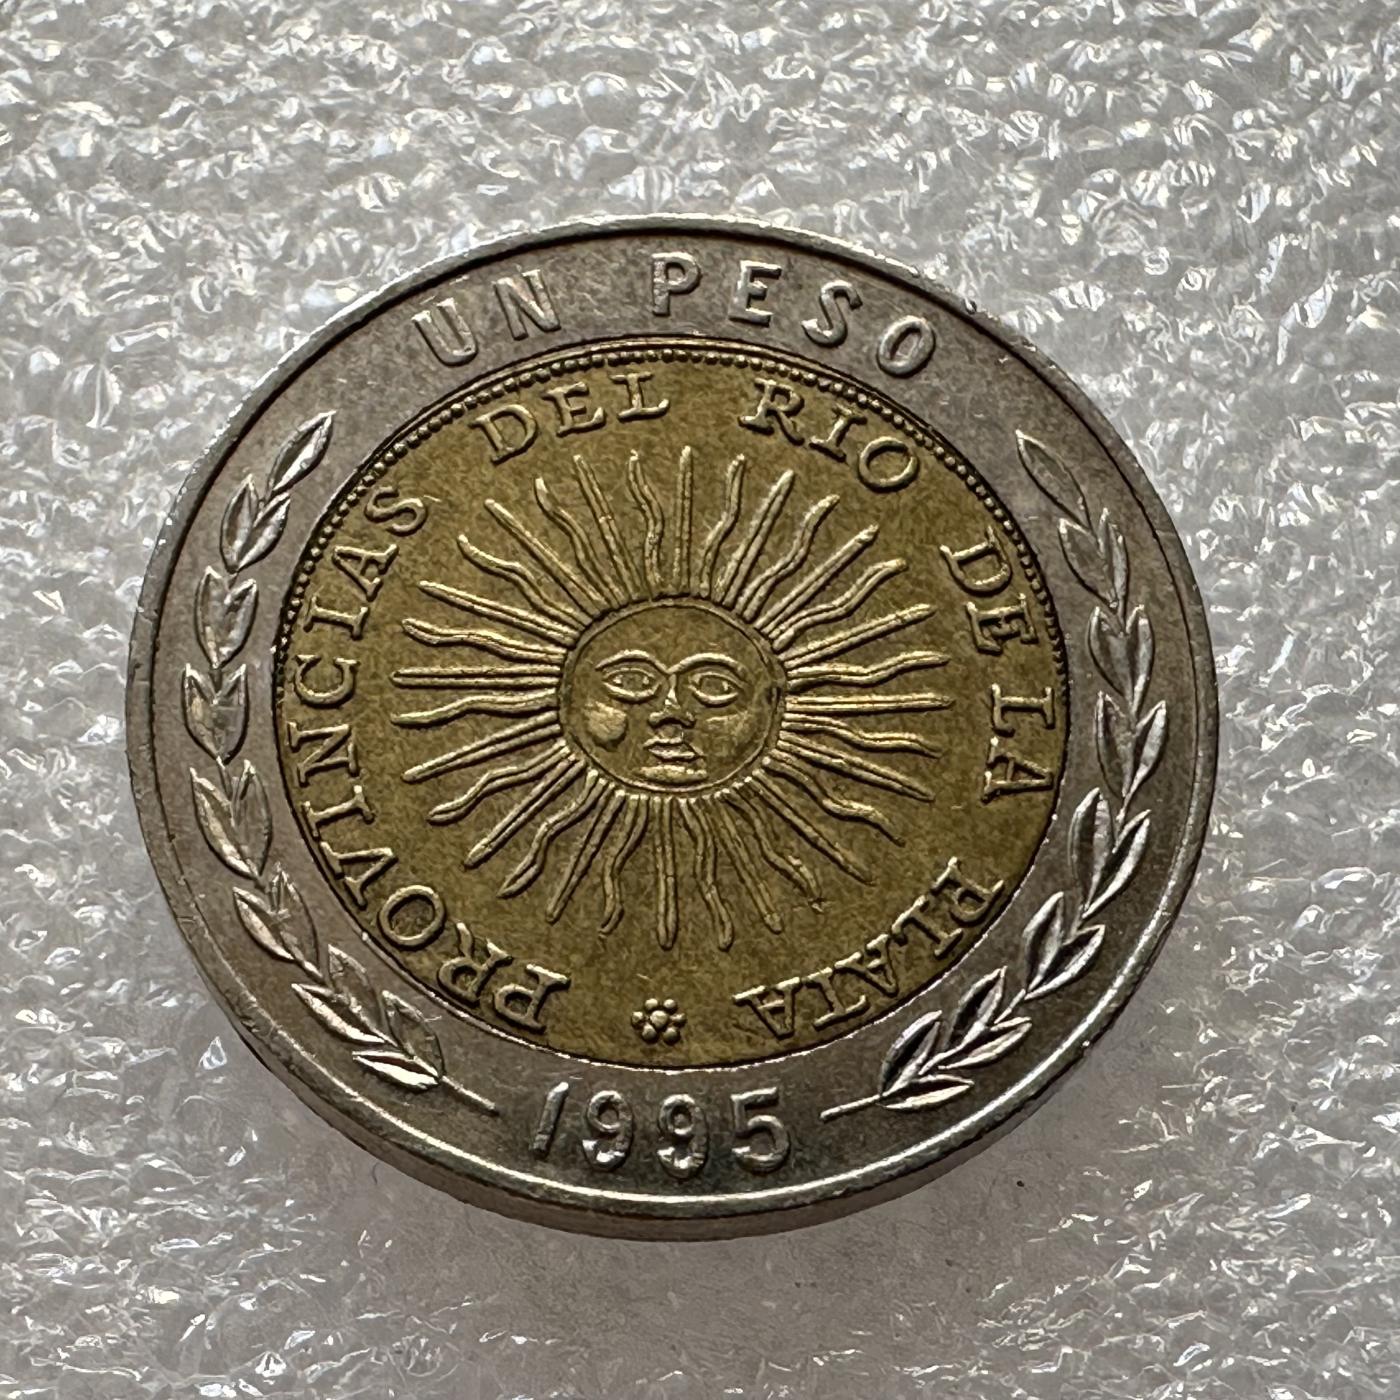 UN PESO
PROVINCIAS DEL RIO DE LA PLATA
1995